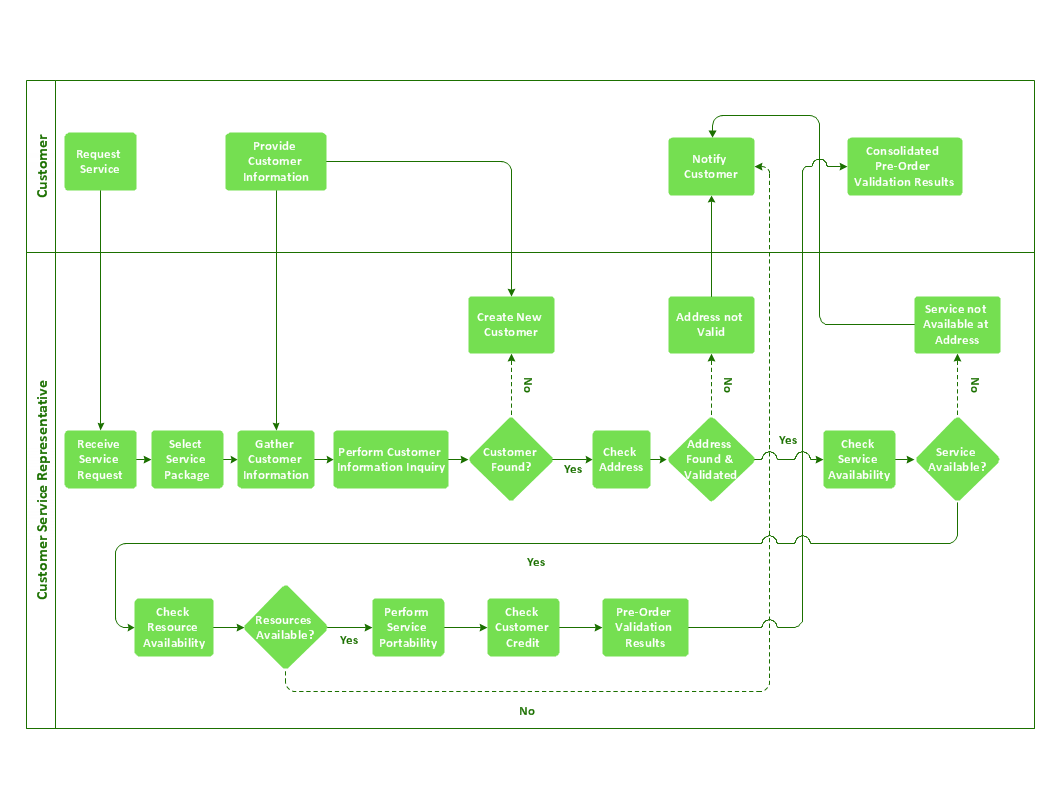 Customer
Request
Service
Provide
Customer
Information
Notify
Customer
Consolidated
Pre-Order
Validation Results
Customer Service Representative
Create New
Customer
Address not
Valid
Service not
Available at
Address
No
No
No
Receive
Service
Request
Select
Service
Package
Gather
Customer
Information
Perform Customer
Information Inquiry
Customer
Found?
Yes
Check
Address
Address
Found &
Validated
Yes
Check
Service
Availability
Service
Available?
Yes
Check
Resource
Availability
Resources
Available?
Yes
Perform
Service
Portability
Check
Customer
Credit
Pre-Order
Validation
Results
No